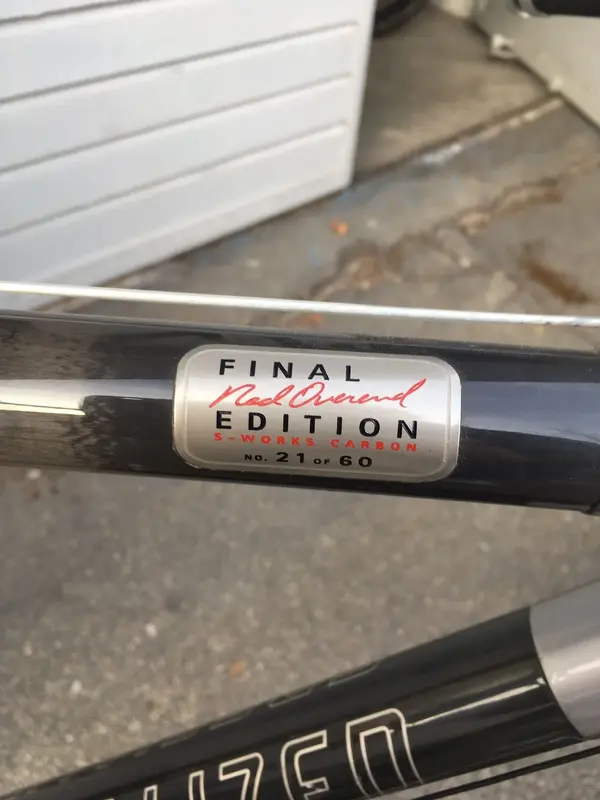 FINAL
Ned Overend
EDITION
S-WORKS CARBON
NO. 21 OF 60